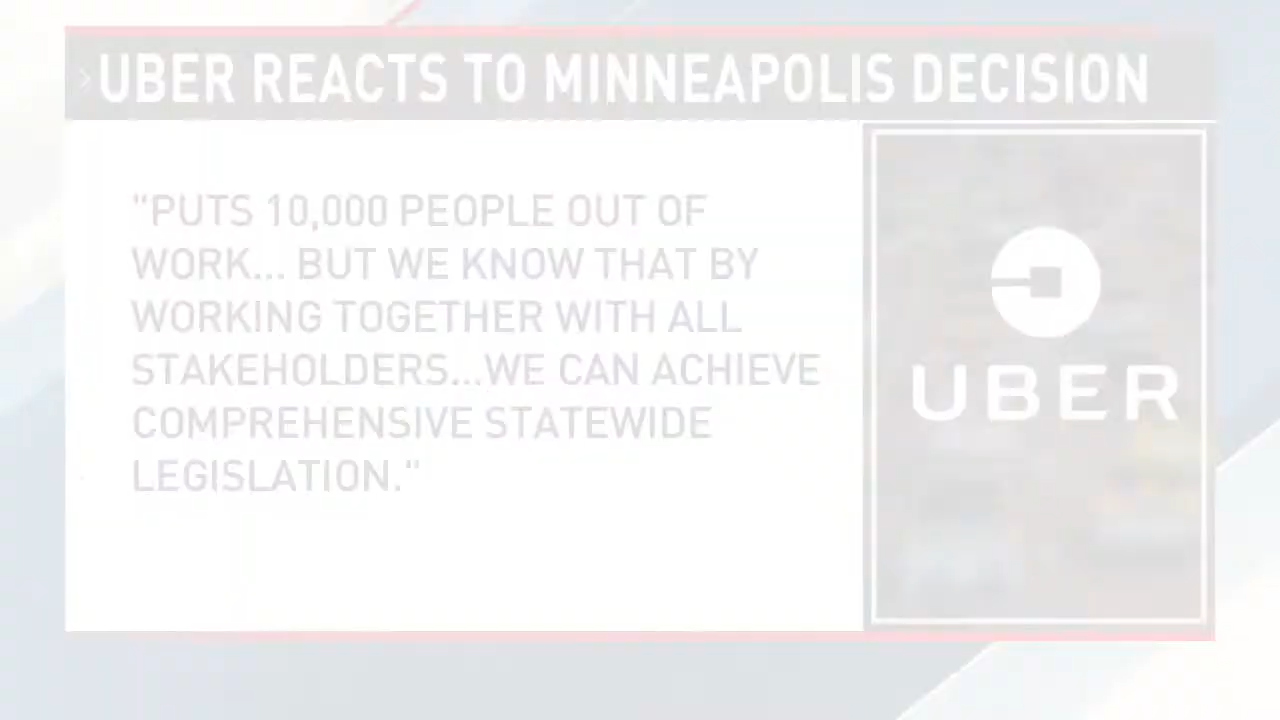 UBER REACTS TO MINNEAPOLIS DECISION
"PUTS 10,000 PEOPLE OUT OF
WORK... BUT WE KNOW THAT BY
WORKING TOGETHER WITH ALL
STAKEHOLDERS...WE CAN ACHIEVE
COMPREHENSIVE STATEWIDE
LEGISLATION."
UBER